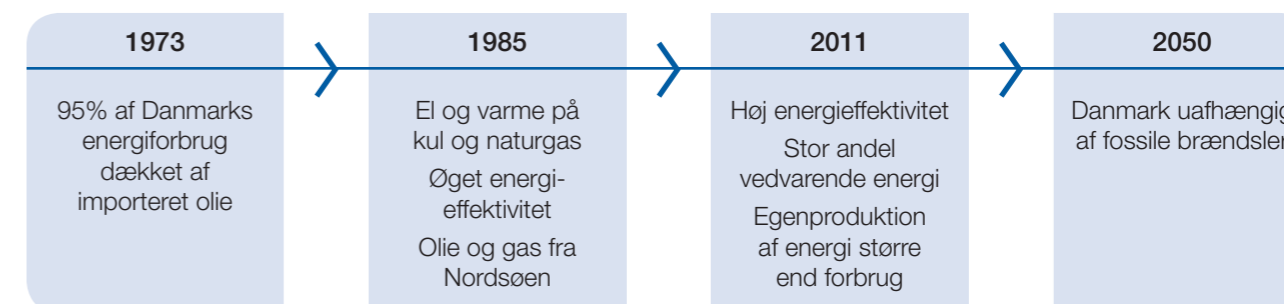 1973
95% af Danmarks
energiforbrug
dækket af
importeret olie
1985
El og varme på
kul og naturgas
Øget energi-
effektivitet
Olie og gas fra
Nordsøen
2011
Høj energieffektivitet
Stor andel
vedvarende energi
Egenproduktion
af energi større
end forbrug
2050
Danmark uafhængig
af fossile brændsler